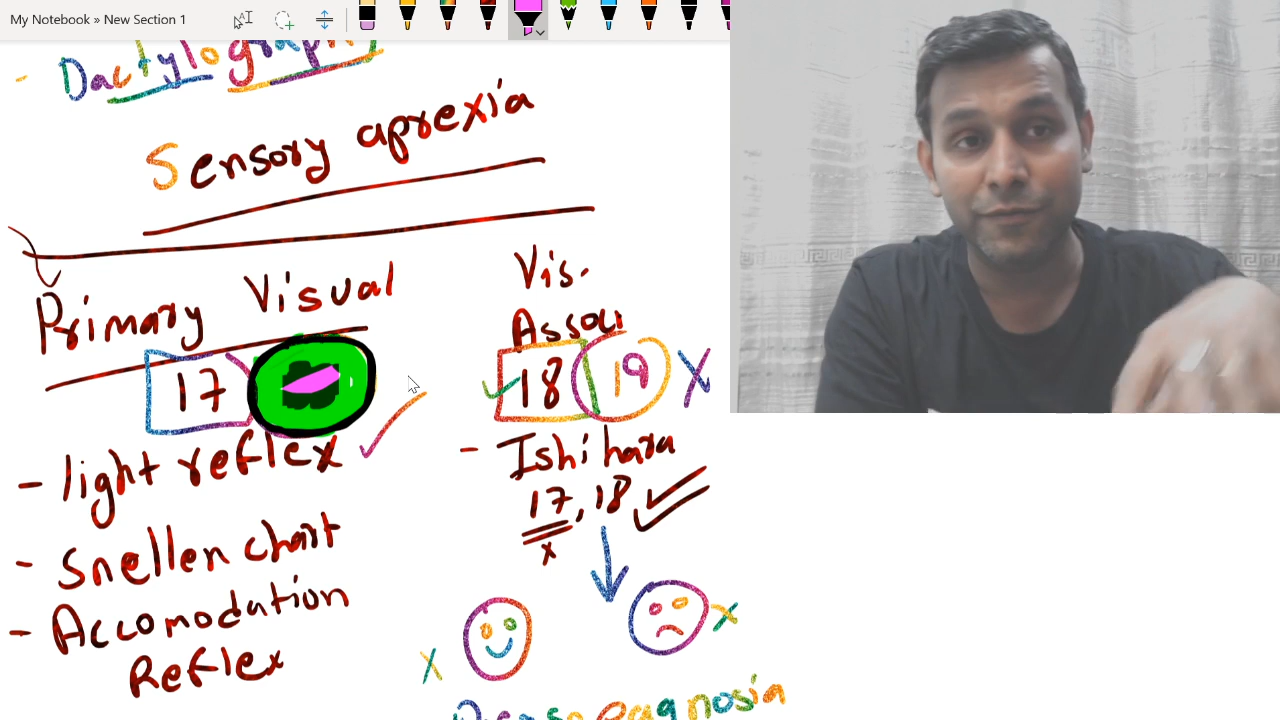 My Notebook » New Section 1
- Dactylography
Sensory aprexia
Primary Visual
17
- light reflex
- Snellen chart
- Accomodation
Reflex
Vis.
Assoc
18 19 X
- Ishihara
17, 18
x
X
X
Prosopagnosia